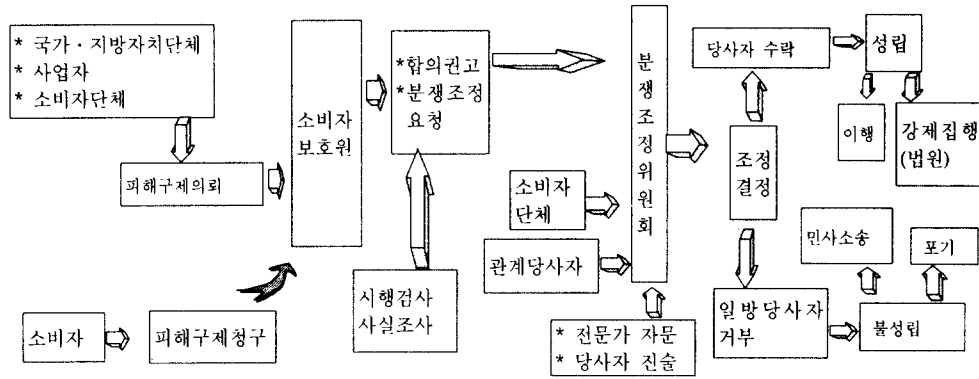 * 국가·지방자치단체
* 사업자
* 소비자단체
피해구제의뢰
소비자
피해구제청구
소비자
보호원
*합의권고
*분쟁조정
요청
시행검사
사실조사
소비자
단체
관계당사자
* 전문가 자문
* 당사자 진술
분
쟁
조
정
위
원
회
조정
결정
당사자 수락
성립
이행
강제집행
(법원)
일방당사자
거부
불성립
민사소송
포기